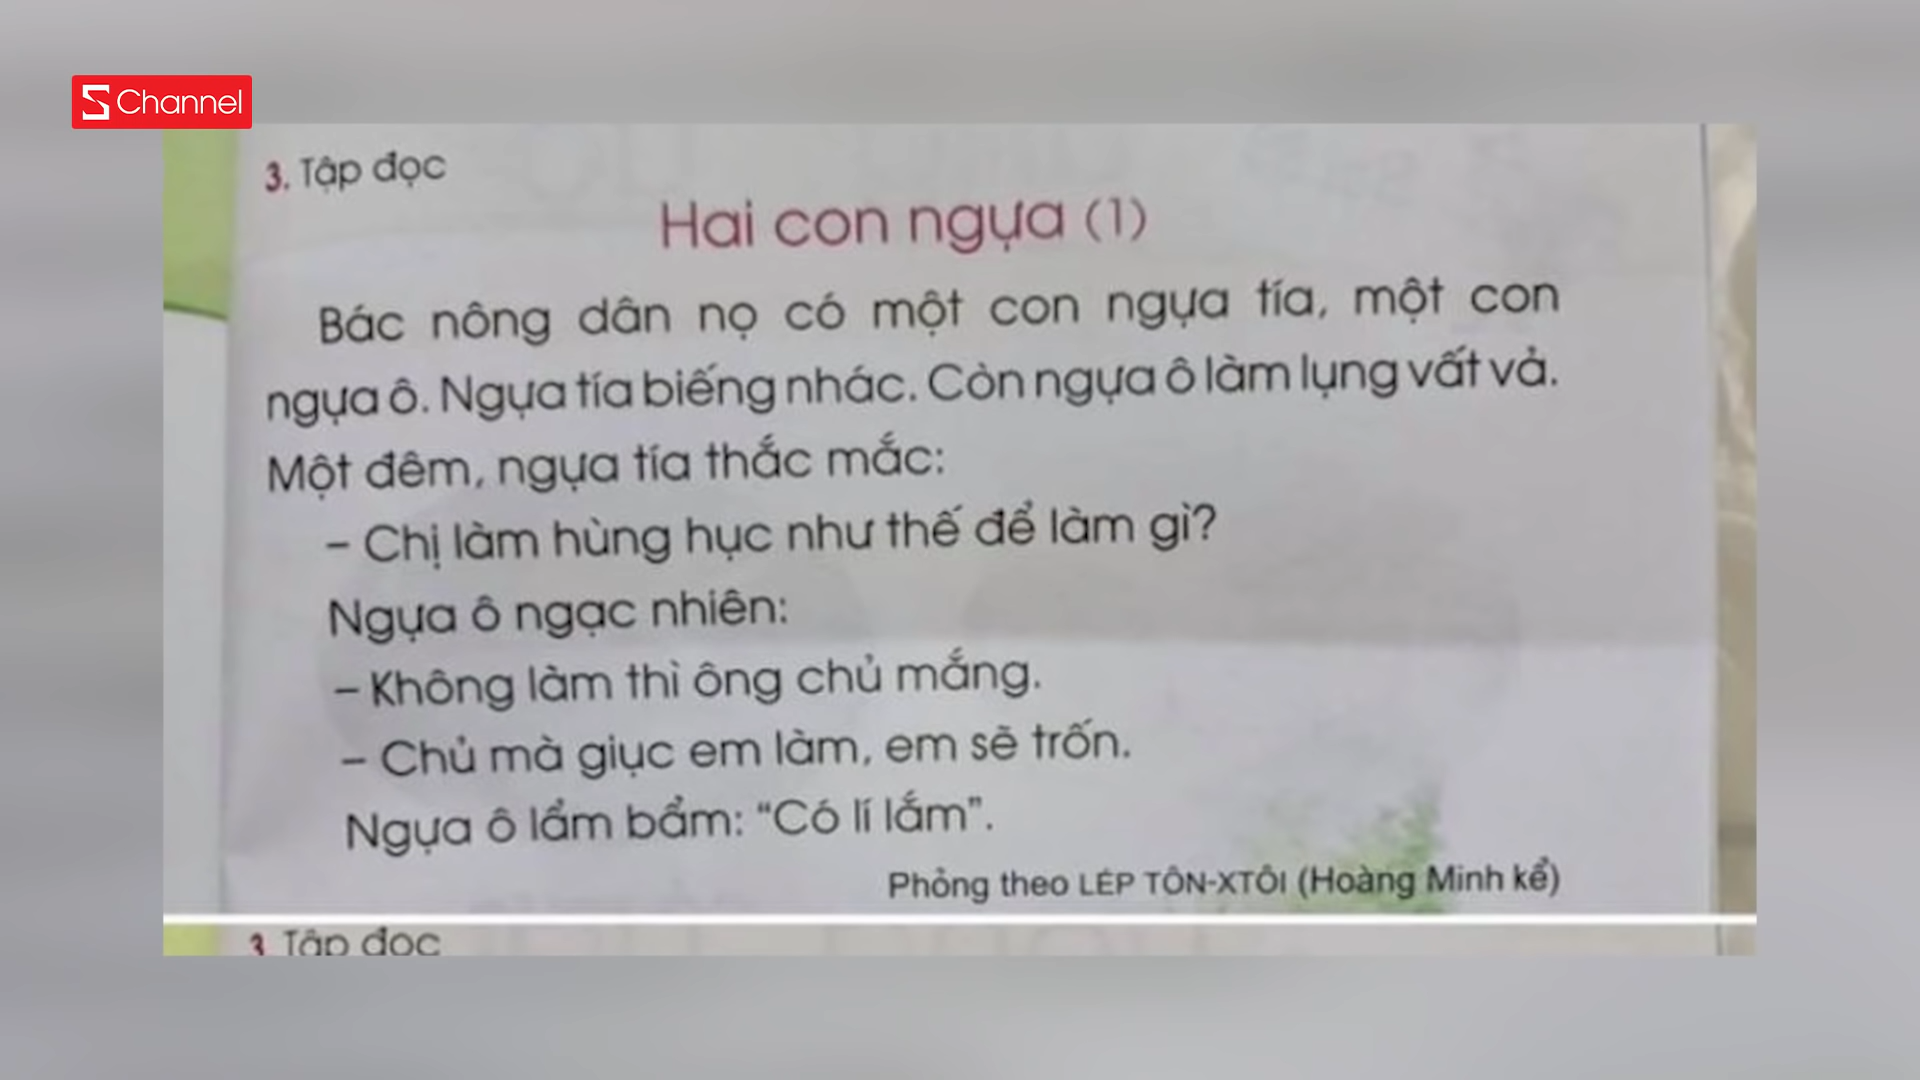 S Channel
3. Tập đọc
Hai con ngựa (1)
Bác nông dân nọ có một con ngựa tía, một con
ngựa ô. Ngựa tía biếng nhác. Còn ngựa ô làm lụng vất vả.
Một đêm, ngựa tía thắc mắc:
– Chị làm hùng hục như thế để làm gì?
Ngựa ô ngạc nhiên:
– Không làm thì ông chủ mắng.
– Chủ mà giục em làm, em sẽ trốn.
Ngựa ô lẩm bẩm: “Có lí lắm”.
Phỏng theo LÉP TÔN-XTÔI (Hoàng Minh kể)
3. Tập đọc